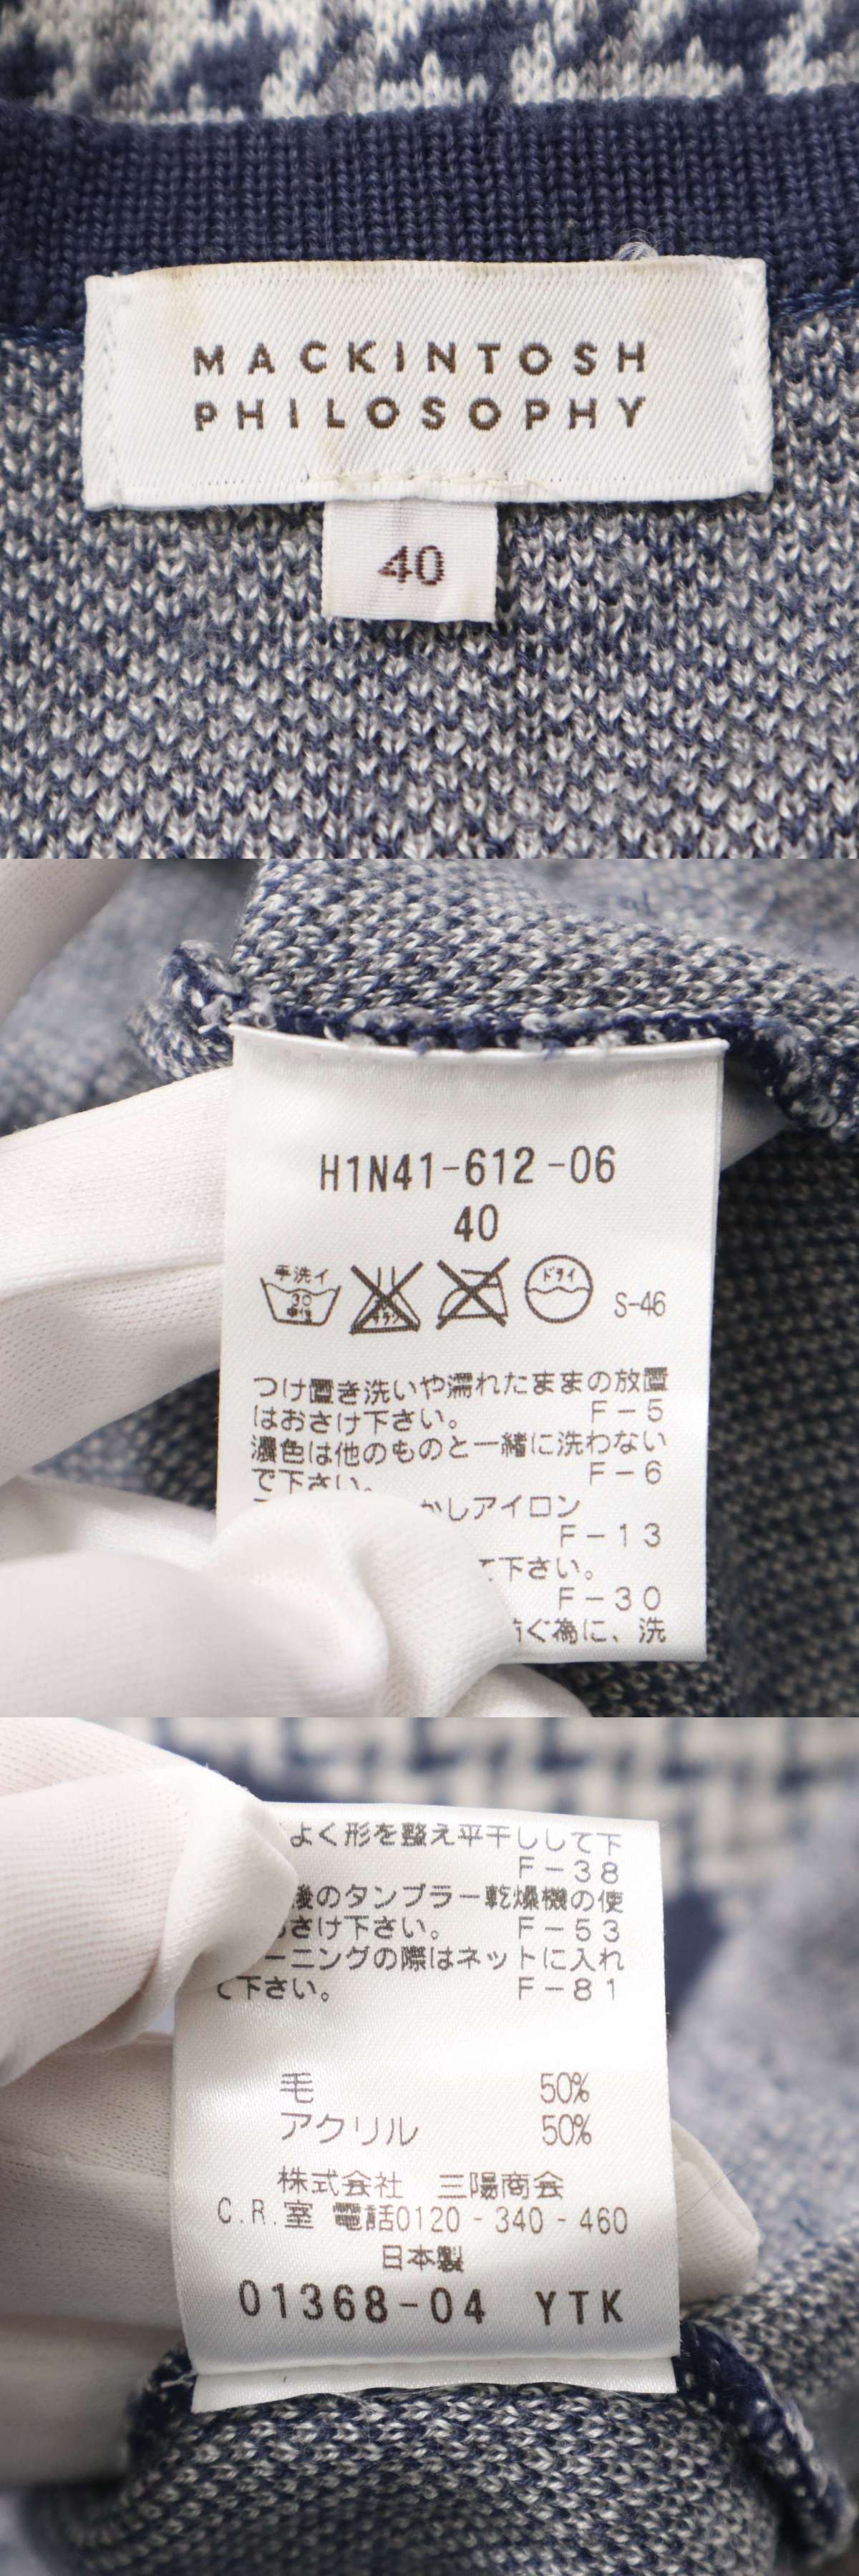 MACKINTOSH
PHILOSOPHY
40
H1N41-612-06
40
手洗イ
30
中性
ドライ
S-46
つけ置き洗いや濡れたままの放置
はおさけ下さい。 F-5
濃色は他のものと一緒に洗わない
で下さい。 F-6
かしアイロン
F-13
て下さい。
F-30
ぐ為に、洗
よく形を整え平干しして下
F-38
後のタンブラー乾燥機の使
おさけ下さい。 F-53
ーニングの際はネットに入れ
て下さい。 F-81
毛 50%
アクリル 50%
株式会社 三陽商会
C.R.室 電話0120-340-460
日本製
01368-04 YTK